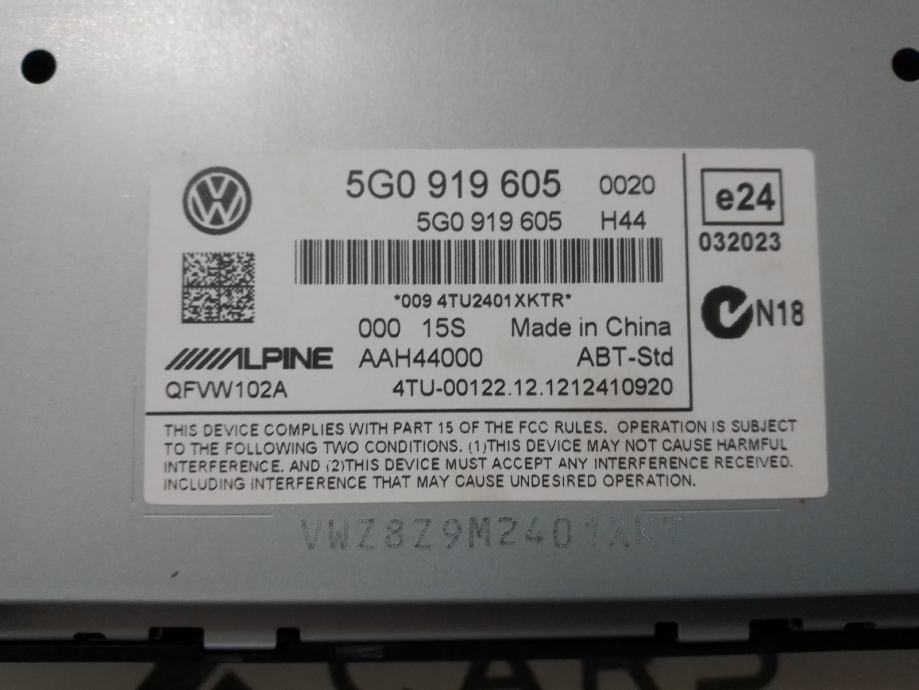 5G0 919 605 0020
5G0 919 605 H44
*009 4TU2401XKTR*
000 15S Made in China
ALPINE AAH44000 ABT-Std
QFVW102A 4TU-00122.12.1212410920
e24
032023
N18
THIS DEVICE COMPLIES WITH PART 15 OF THE FCC RULES. OPERATION IS SUBJECT
TO THE FOLLOWING TWO CONDITIONS. (1)THIS DEVICE MAY NOT CAUSE HARMFUL
INTERFERENCE. AND (2)THIS DEVICE MUST ACCEPT ANY INTERFERENCE RECEIVED.
INCLUDING INTERFERENCE THAT MAY CAUSE UNDESIRED OPERATION.
VWZ8Z9M2401XKT